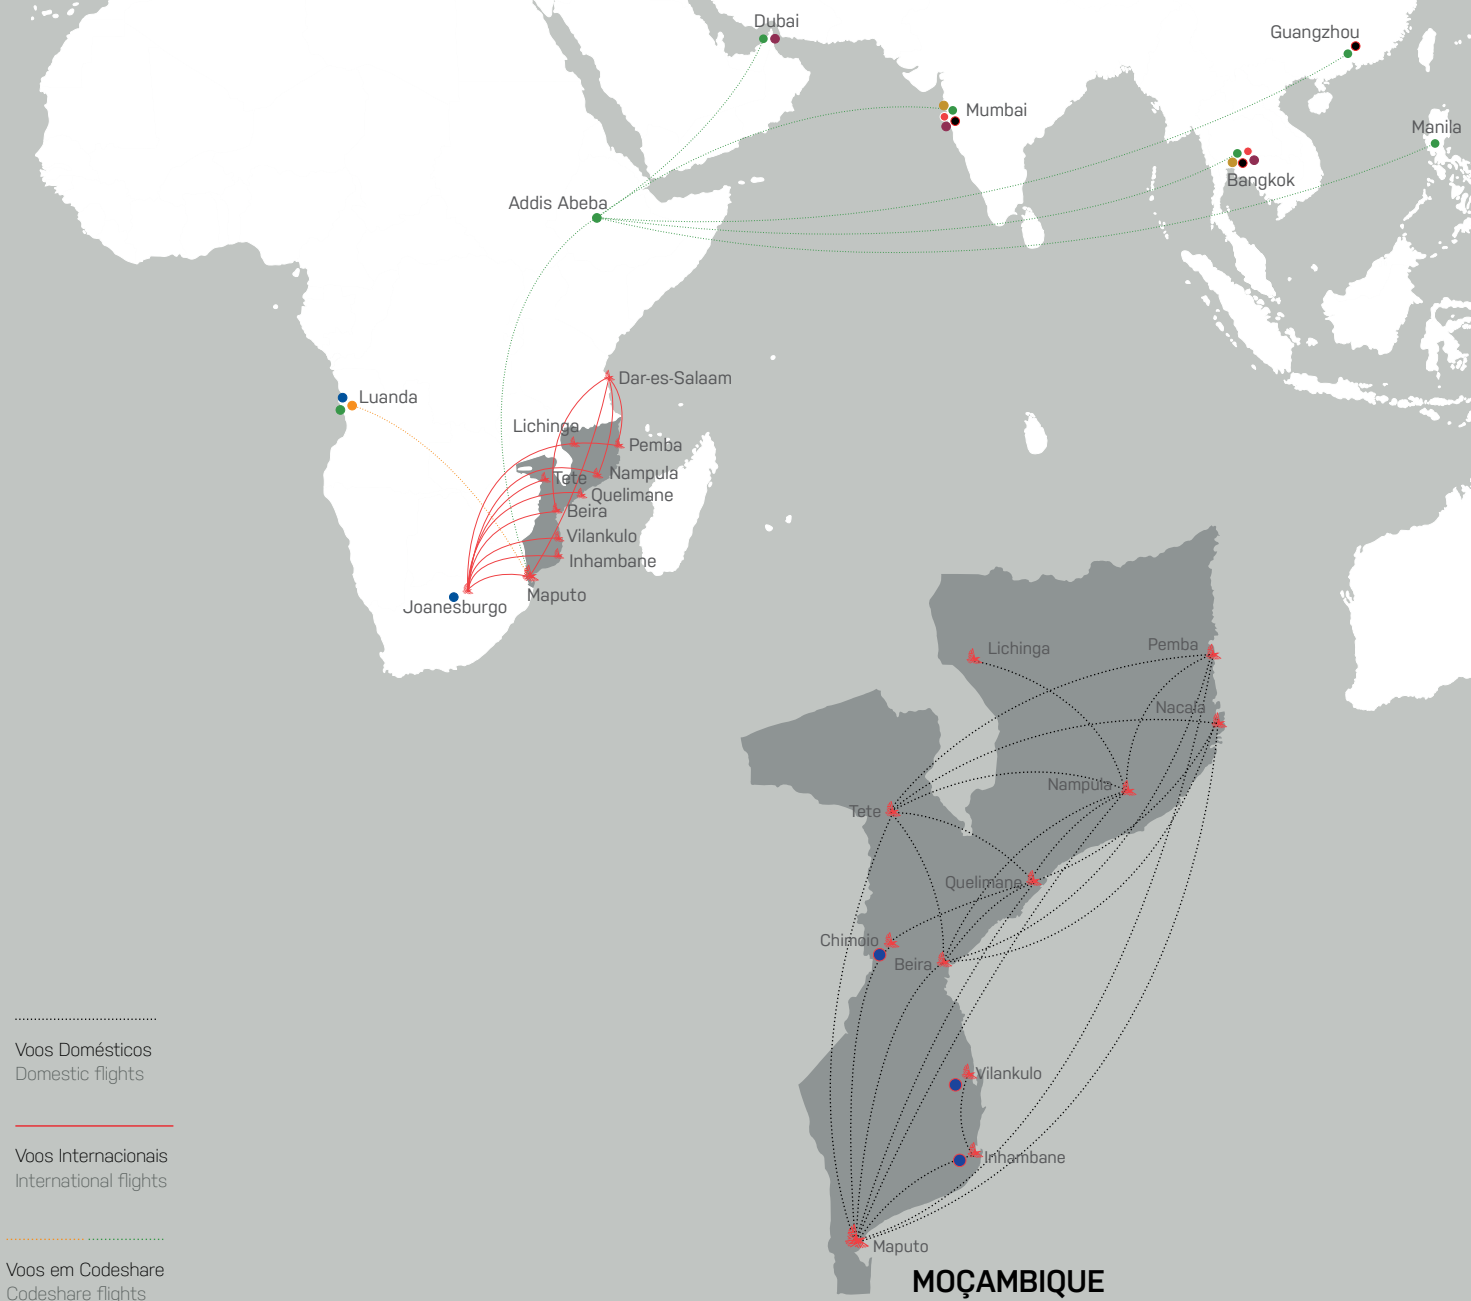 Dubai
Guangzhou
Mumbai
Manila
Bangkok
Addis Abeba
Dar-es-Salaam
Luanda
Lichinga
Pemba
Tete
Nampula
Quelimane
Beira
Vilankulo
Inhambane
Maputo
Joanesburgo
Lichinga
Pemba
Nacala
Nampula
Tete
Quelimane
Chimoio
Beira
Vilankulo
Inhambane
Maputo
MOÇAMBIQUE
Voos Domésticos
Domestic flights
Voos Internacionais
International flights
Voos em Codeshare
Codeshare flights